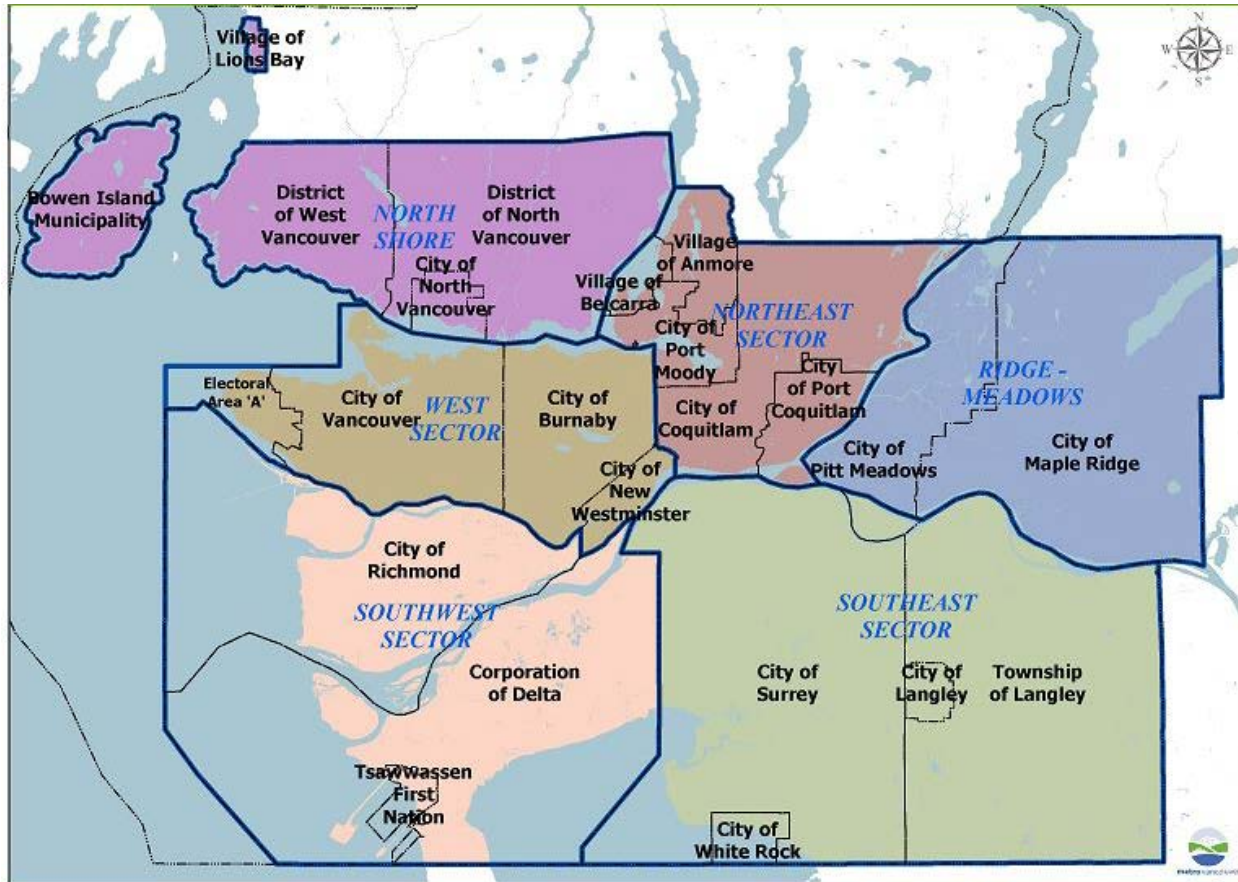 Village of
Lions Bay
N
W
E
S
Bowen Island
Municipality
District
of West
Vancouver
NORTH
SHORE
District
of North
Vancouver
City of
North
Vancouver
Village
of Anmore
Village of
Belcarra
NORTHEAST
SECTOR
City of
Port
Moody
City
of Port
Coquitlam
City of
Coquitlam
RIDGE -
MEADOWS
City of
Pitt Meadows
City of
Maple Ridge
Electoral
Area 'A'
City of
Vancouver
WEST
SECTOR
City of
Burnaby
City of
New
Westminster
City of
Richmond
SOUTHWEST
SECTOR
Corporation
of Delta
SOUTHEAST
SECTOR
City of
Surrey
City of
Langley
Township
of Langley
Tsawwassen
First
Nation
City of
White Rock
metrovancouver